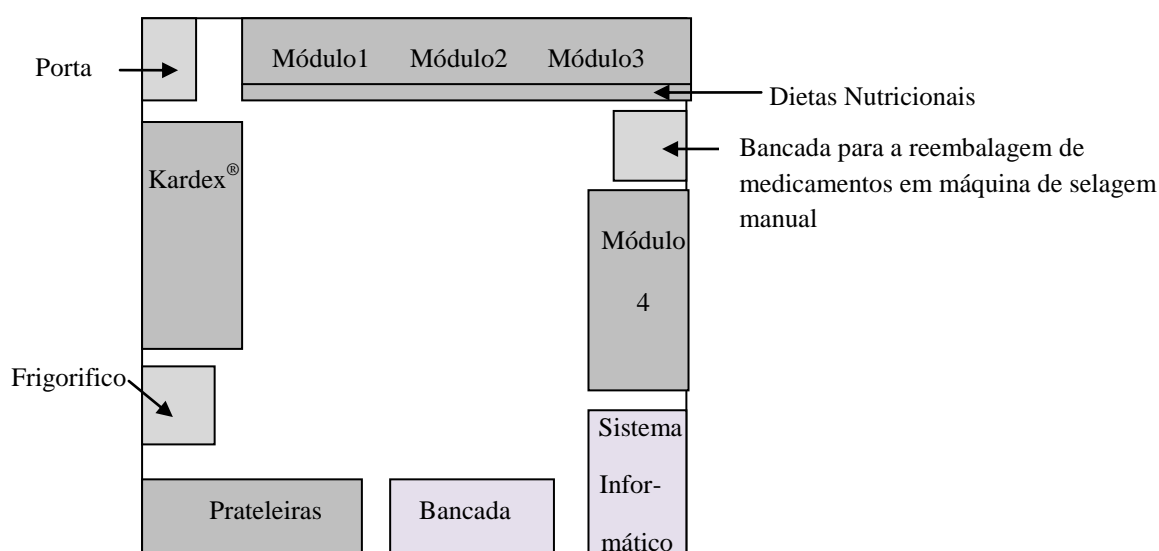 Porta
Módulo1 Módulo2 Módulo3
Dietas Nutricionais
Bancada para a reembalagem de
medicamentos em máquina de selagem
manual
Kardex®
Módulo
4
Frigorifico
Sistema
Infor-
mático
Prateleiras
Bancada